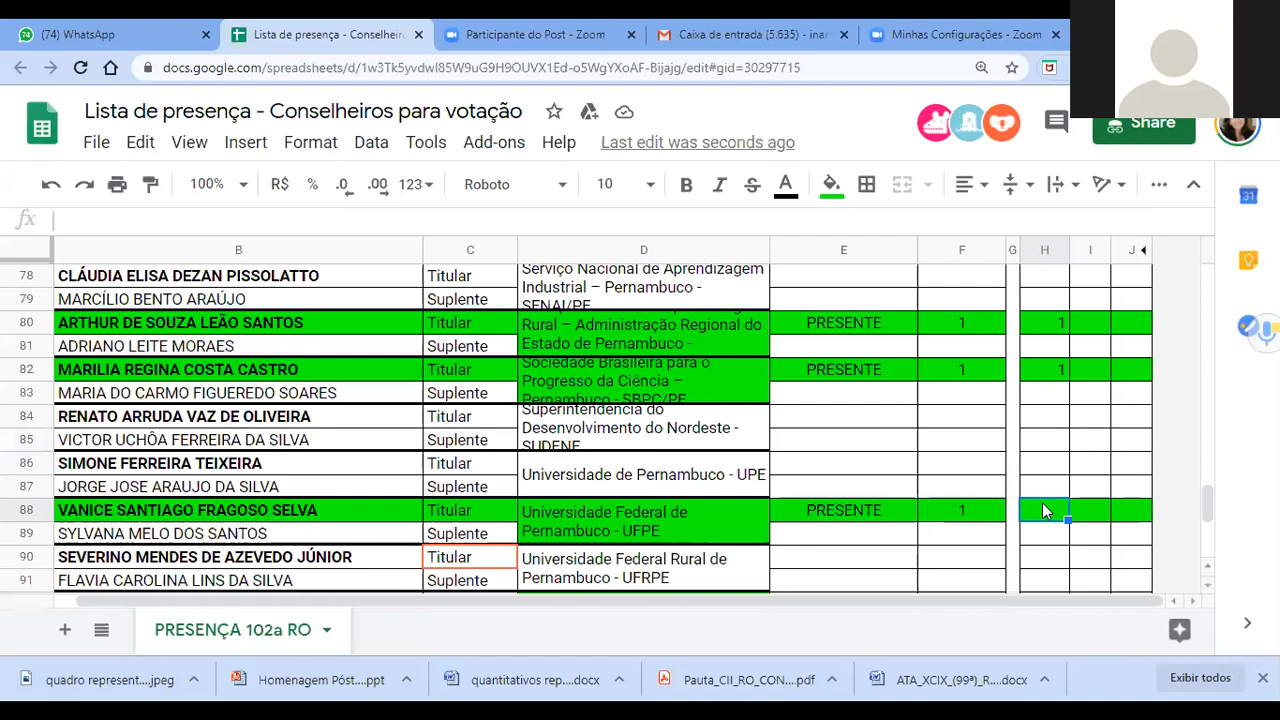 (74) WhatsApp
Lista de presença - Conselheir
Participante do Post - Zoom
Caixa de entrada (5.635) - inar
Minhas Configurações - Zoom
docs.google.com/spreadsheets/d/1w3Tk5yvdwI85W9uG9H9OUVX1Ed-o5WgYXoAF-Bijajg/edit#gid=30297715
Lista de presença - Conselheiros para votação
Share
File Edit View Insert Format Data Tools Add-ons Help Last edit was seconds ago
100% R$ % .0 .00 123 Roboto 10 B I S A
fx
B C D E F G H I J
78 CLÁUDIA ELISA DEZAN PISSOLATTO Titular
Serviço Nacional de Aprendizagem
Industrial – Pernambuco -
SENAI/PE
79 MARCÍLIO BENTO ARAÚJO Suplente
80 ARTHUR DE SOUZA LEÃO SANTOS Titular
Rural – Administração Regional do
Estado de Pernambuco -
PRESENTE 1 1
81 ADRIANO LEITE MORAES Suplente
82 MARILIA REGINA COSTA CASTRO Titular
Sociedade Brasileira para o
Progresso da Ciência –
Pernambuco - SBPC/PE
PRESENTE 1 1
83 MARIA DO CARMO FIGUEREDO SOARES Suplente
84 RENATO ARRUDA VAZ DE OLIVEIRA Titular
Superintendência do
Desenvolvimento do Nordeste -
SUDENE
85 VICTOR UCHÔA FERREIRA DA SILVA Suplente
86 SIMONE FERREIRA TEIXEIRA Titular
Universidade de Pernambuco - UPE
87 JORGE JOSE ARAUJO DA SILVA Suplente
88 VANICE SANTIAGO FRAGOSO SELVA Titular
Universidade Federal de
Pernambuco - UFPE
PRESENTE 1
89 SYLVANA MELO DOS SANTOS Suplente
90 SEVERINO MENDES DE AZEVEDO JÚNIOR Titular
Universidade Federal Rural de
Pernambuco - UFRPE
91 FLAVIA CAROLINA LINS DA SILVA Suplente
31
PRESENÇA 102a RO
quadro represent....jpeg
Homenagem Póst....ppt
quantitativos rep....docx
Pauta_CII_RO_CON....pdf
ATA_XCIX_(99ª)_R....docx
Exibir todos